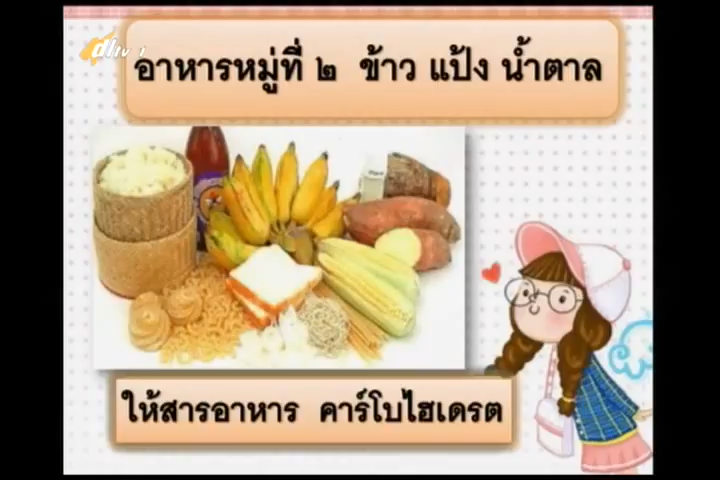 dltv 1
อาหารหมู่ที่ ๒ ข้าว แป้ง น้ำตาล
ให้สารอาหาร คาร์โบไฮเดรต